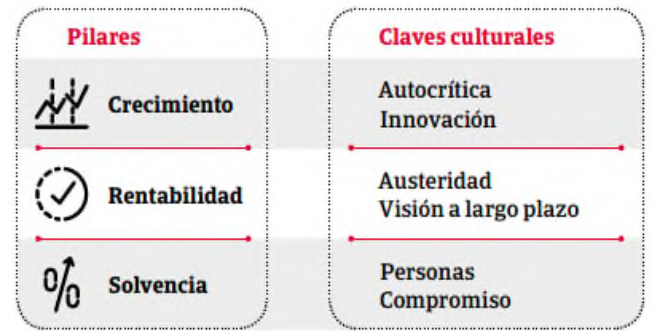 Pilares
Claves culturales
Crecimiento
Autocrítica
Innovación
Rentabilidad
Austeridad
Visión a largo plazo
Solvencia
Personas
Compromiso